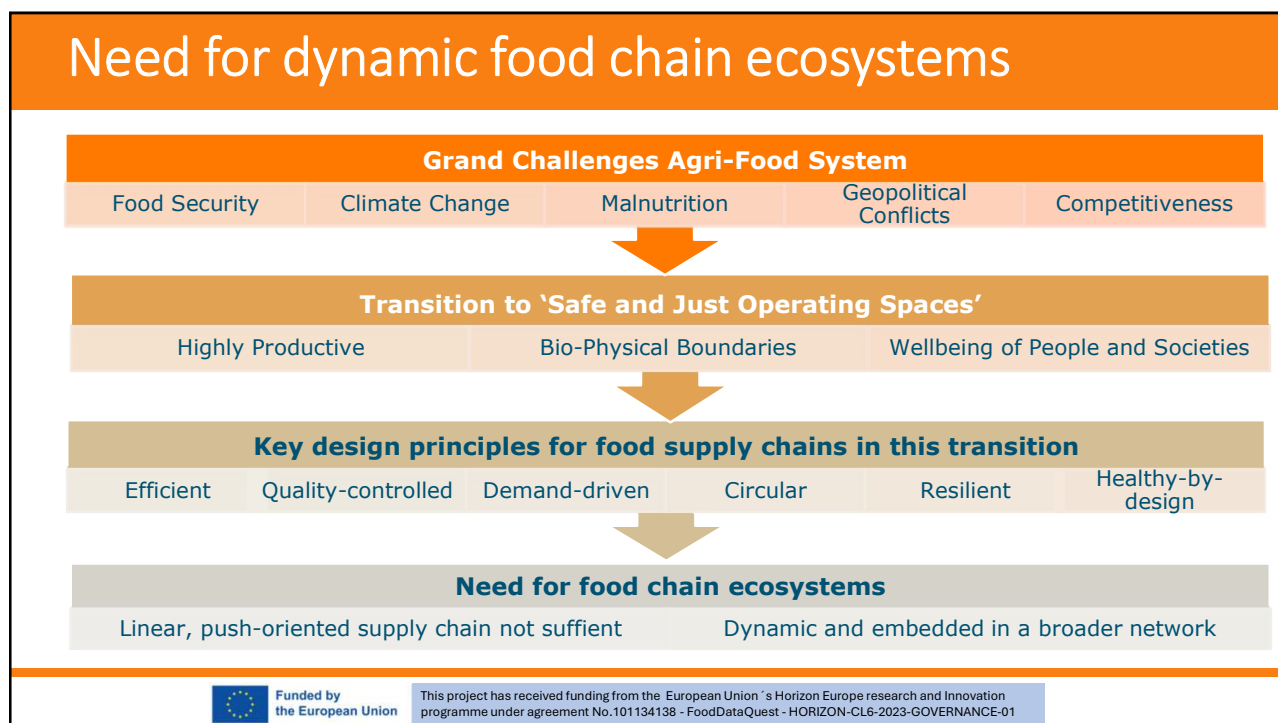 Need for dynamic food chain ecosystems
Grand Challenges Agri-Food System
Food Security
Climate Change
Malnutrition
Geopolitical
Conflicts
Competitiveness
Transition to ‘Safe and Just Operating Spaces’
Highly Productive
Bio-Physical Boundaries
Wellbeing of People and Societies
Key design principles for food supply chains in this transition
Efficient
Quality-controlled
Demand-driven
Circular
Resilient
Healthy-by-
design
Need for food chain ecosystems
Linear, push-oriented supply chain not suffient
Dynamic and embedded in a broader network
Funded by
the European Union
This project has received funding from the European Union ´s Horizon Europe research and Innovation
programme under agreement No.101134138 - FoodDataQuest - HORIZON-CL6-2023-GOVERNANCE-01